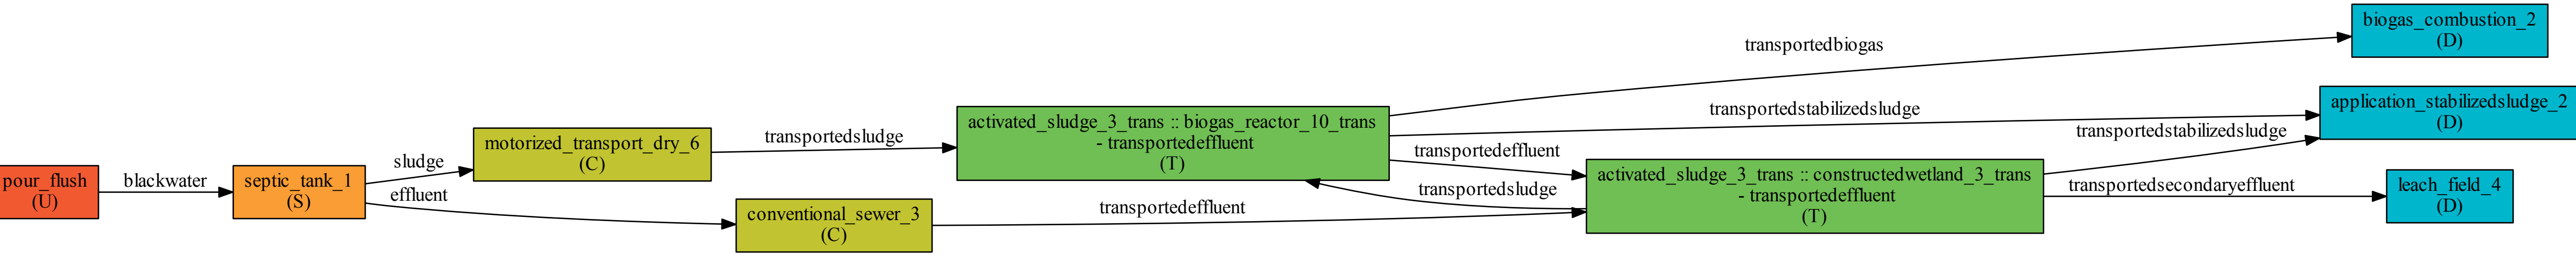 pour_flush
(U)
blackwater
septic_tank_1
(S)
sludge
effluent
motorized_transport_dry_6
(C)
conventional_sewer_3
(C)
transportedsludge
transportedeffluent
activated_sludge_3_trans :: biogas_reactor_10_trans
- transportedeffluent
(T)
transportedbiogas
transportedstabilizedsludge
transportedeffluent
transportedsludge
activated_sludge_3_trans :: constructedwetland_3_trans
- transportedeffluent
(T)
transportedstabilizedsludge
transportedsecondaryeffluent
biogas_combustion_2
(D)
application_stabilizedsludge_2
(D)
leach_field_4
(D)